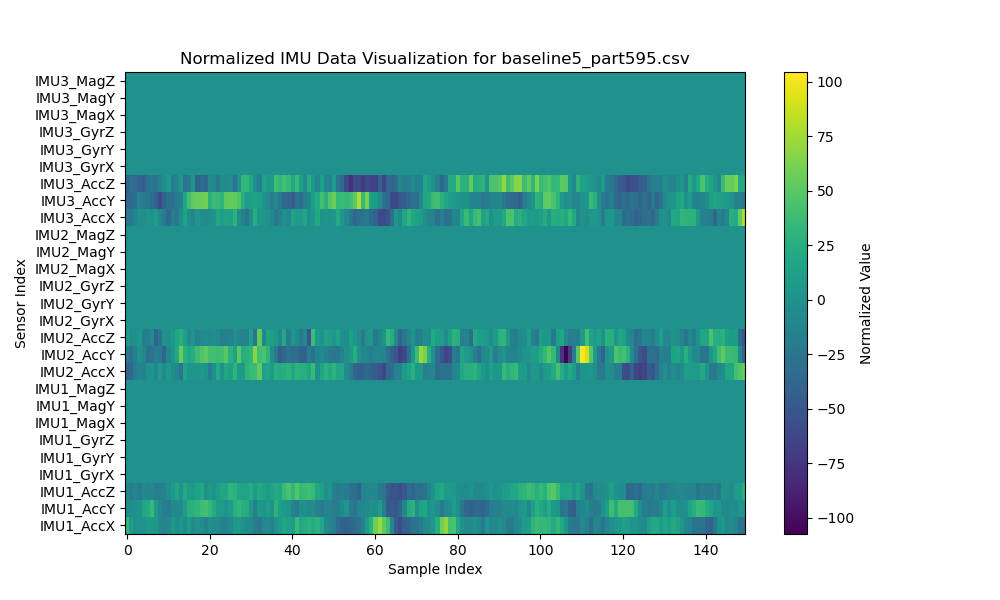 Normalized IMU Data Visualization for baseline5_part595.csv
IMU3_MagZ
IMU3_MagY
IMU3_MagX
IMU3_GyrZ
IMU3_GyrY
IMU3_GyrX
IMU3_AccZ
IMU3_AccY
IMU3_AccX
IMU2_MagZ
IMU2_MagY
IMU2_MagX
IMU2_GyrZ
IMU2_GyrY
IMU2_GyrX
IMU2_AccZ
IMU2_AccY
IMU2_AccX
IMU1_MagZ
IMU1_MagY
IMU1_MagX
IMU1_GyrZ
IMU1_GyrY
IMU1_GyrX
IMU1_AccZ
IMU1_AccY
IMU1_AccX
Sensor Index
0 20 40 60 80 100 120 140
Sample Index
100
75
50
25
0
−25
−50
−75
−100
Normalized Value